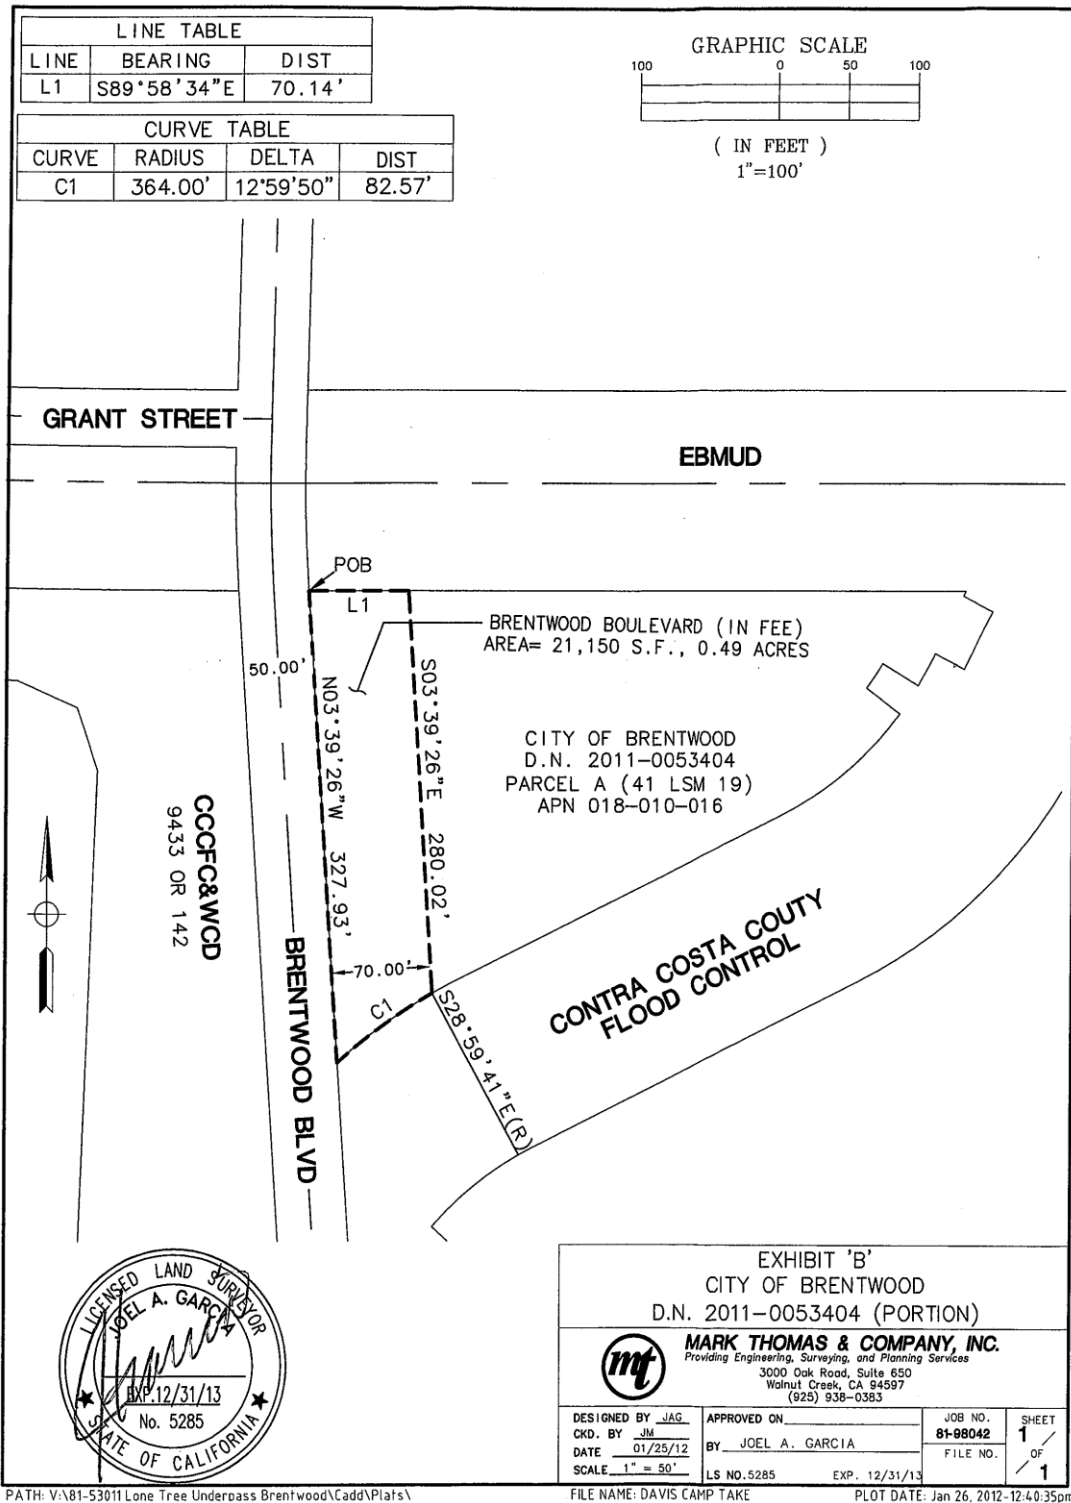 LINE TABLE
LINE BEARING DIST
L1 S89°58'34"E 70.14'
CURVE TABLE
CURVE RADIUS DELTA DIST
C1 364.00' 12°59'50" 82.57'
GRAPHIC SCALE
100 0 50 100
( IN FEET )
1"=100'
GRANT STREET
EBMUD
POB
L1
BRENTWOOD BOULEVARD (IN FEE)
AREA= 21,150 S.F., 0.49 ACRES
50.00'
N03°39'26"W 327.93'
S03°39'26"E 280.02'
CITY OF BRENTWOOD
D.N. 2011-0053404
PARCEL A (41 LSM 19)
APN 018-010-016
CCCFC&WCD
9433 OR 142
BRENTWOOD BLVD
70.00'
C1
S28°59'41"E(R)
CONTRA COSTA COUTY
FLOOD CONTROL
LICENSED LAND SURVEYOR
JOEL A. GARCIA
EXP.12/31/13
No. 5285
STATE OF CALIFORNIA
EXHIBIT 'B'
CITY OF BRENTWOOD
D.N. 2011-0053404 (PORTION)
mt
MARK THOMAS & COMPANY, INC.
Providing Engineering, Surveying, and Planning Services
3000 Oak Road, Suite 650
Walnut Creek, CA 94597
(925) 938-0383
DESIGNED BY JAG
CKD. BY JM
DATE 01/25/12
SCALE 1" = 50'
APPROVED ON
BY JOEL A. GARCIA
LS NO.5285 EXP. 12/31/13
JOB NO.
81-98042
FILE NO.
SHEET
1
OF
1
PATH: V:\81-53011 Lone Tree Underpass Brentwood\Cadd\Plats\
FILE NAME: DAVIS CAMP TAKE
PLOT DATE: Jan 26, 2012-12:40:35pm